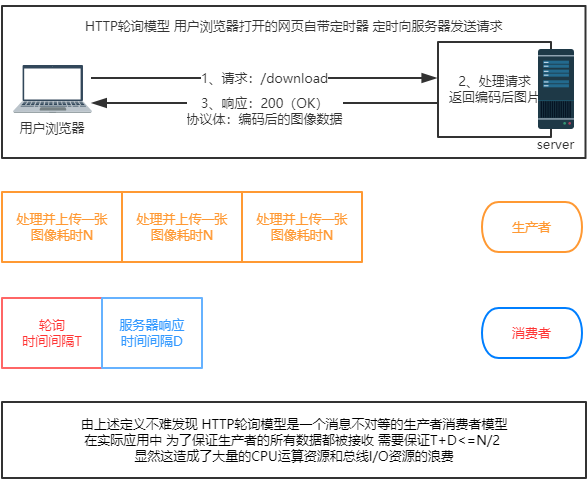 HTTP轮询模型 用户浏览器打开的网页自带定时器 定时向服务器发送请求
1、请求：/download
2、处理请求
返回编码后图片
3、响应：200（OK）
协议体：编码后的图像数据
用户浏览器
server
处理并上传一张
图像耗时N
处理并上传一张
图像耗时N
处理并上传一张
图像耗时N
生产者
轮询
时间间隔T
服务器响应
时间间隔D
消费者
由上述定义不难发现 HTTP轮询模型是一个消息不对等的生产者消费者模型
在实际应用中 为了保证生产者的所有数据都被接收 需要保证T+D<=N/2
显然这造成了大量的CPU运算资源和总线I/O资源的浪费